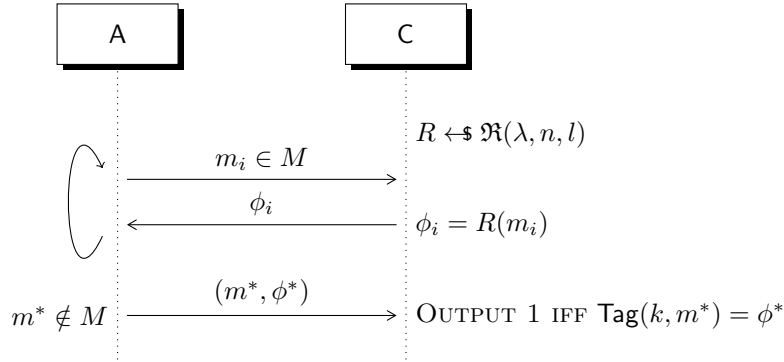 A C
R ←$ ℜ(λ, n, l)
m_i ∈ M
ϕ_i ϕ_i = R(m_i)
m* ∉ M (m*, ϕ*) OUTPUT 1 IFF Tag(k, m*) = ϕ*